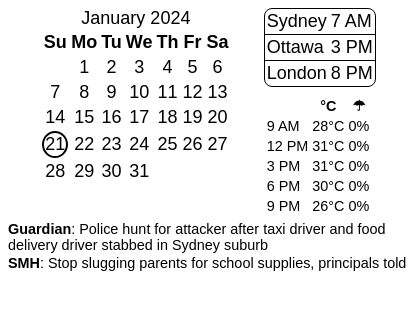 January 2024
Su Mo Tu We Th Fr Sa
1 2 3 4 5 6
7 8 9 10 11 12 13
14 15 16 17 18 19 20
21 22 23 24 25 26 27
28 29 30 31
Sydney 7 AM
Ottawa 3 PM
London 8 PM
°C ☂
9 AM 28°C 0%
12 PM 31°C 0%
3 PM 31°C 0%
6 PM 30°C 0%
9 PM 26°C 0%
Guardian: Police hunt for attacker after taxi driver and food
delivery driver stabbed in Sydney suburb
SMH: Stop slugging parents for school supplies, principals told